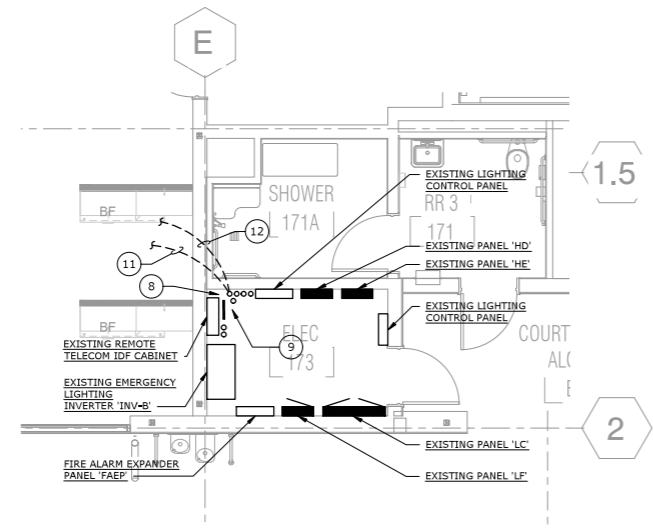 E
1.5
2
EXISTING LIGHTING
CONTROL PANEL
SHOWER
171A
RR 3
171
BF
12
11
EXISTING PANEL 'HD'
EXISTING PANEL 'HE'
8
EXISTING LIGHTING
CONTROL PANEL
BF
ELEC
173
9
COURT
EXISTING REMOTE
TELECOM IDF CABINET
EXISTING EMERGENCY
LIGHTING
INVERTER 'INV-B'
EXISTING PANEL 'LC'
FIRE ALARM EXPANDER
PANEL 'FAEP'
EXISTING PANEL 'LF'